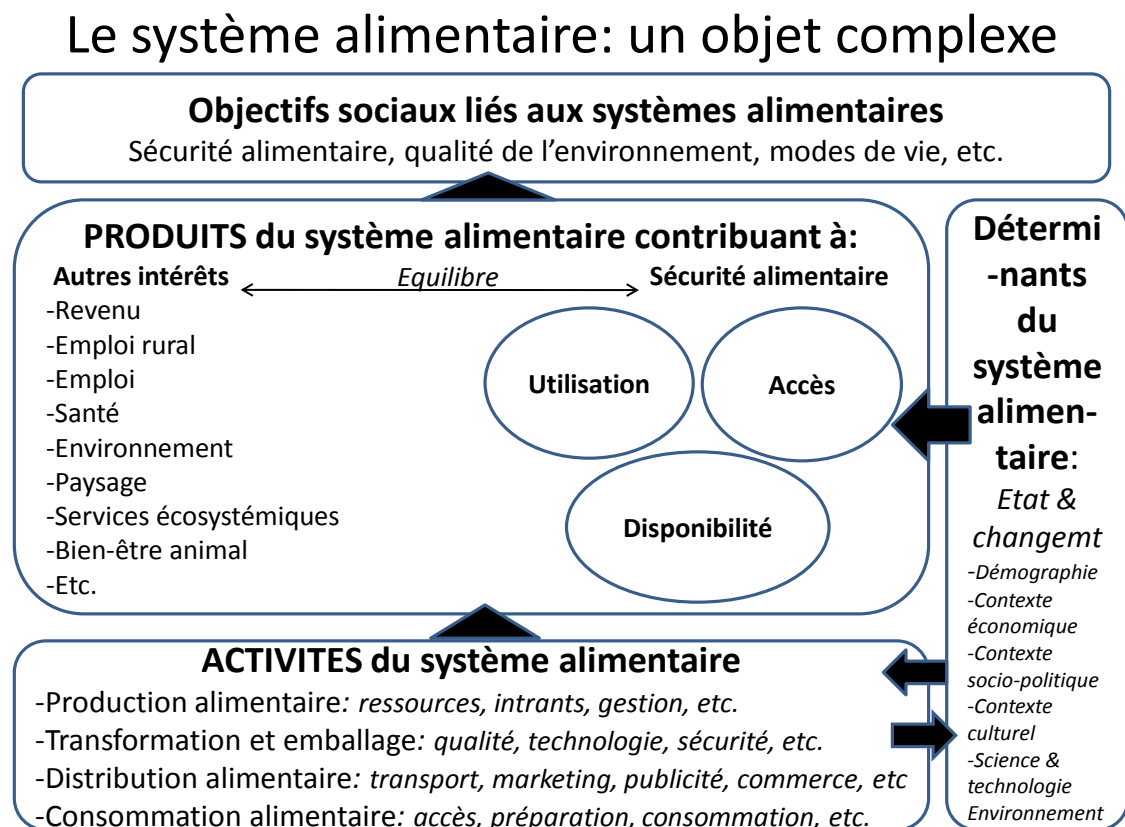 Le système alimentaire: un objet complexe
Objectifs sociaux liés aux systèmes alimentaires
Sécurité alimentaire, qualité de l'environnement, modes de vie, etc.
PRODUITS du système alimentaire contribuant à:
Autres intérêts
Equilibre
Sécurité alimentaire
-Revenu
-Emploi rural
-Emploi
-Santé
-Environnement
-Paysage
-Services écosystémiques
-Bien-être animal
-Etc.
Utilisation
Accès
Disponibilité
ACTIVITES du système alimentaire
-Production alimentaire: ressources, intrants, gestion, etc.
-Transformation et emballage: qualité, technologie, sécurité, etc.
-Distribution alimentaire: transport, marketing, publicité, commerce, etc
-Consommation alimentaire: accès, préparation, consommation, etc.
Détermi
-nants
du
système
alimen-
taire:
Etat &
changemt
-Démographie
-Contexte
économique
-Contexte
socio-politique
-Contexte
culturel
-Science &
technologie
Environnement